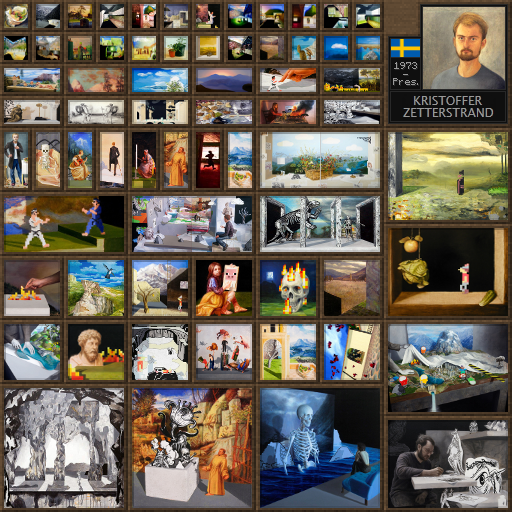 1973
–
Pres.
KRISTOFFER
ZETTERSTRAND